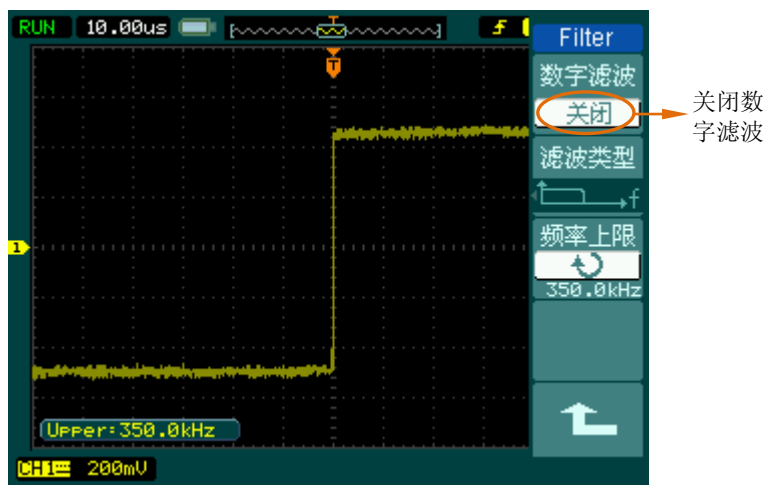 RUN 10.00us
T
Filter
数字滤波
关闭
滤波类型
f
频率上限
350.0kHz
1
Upper:350.0kHz
CH1 200mV
关闭数
字滤波